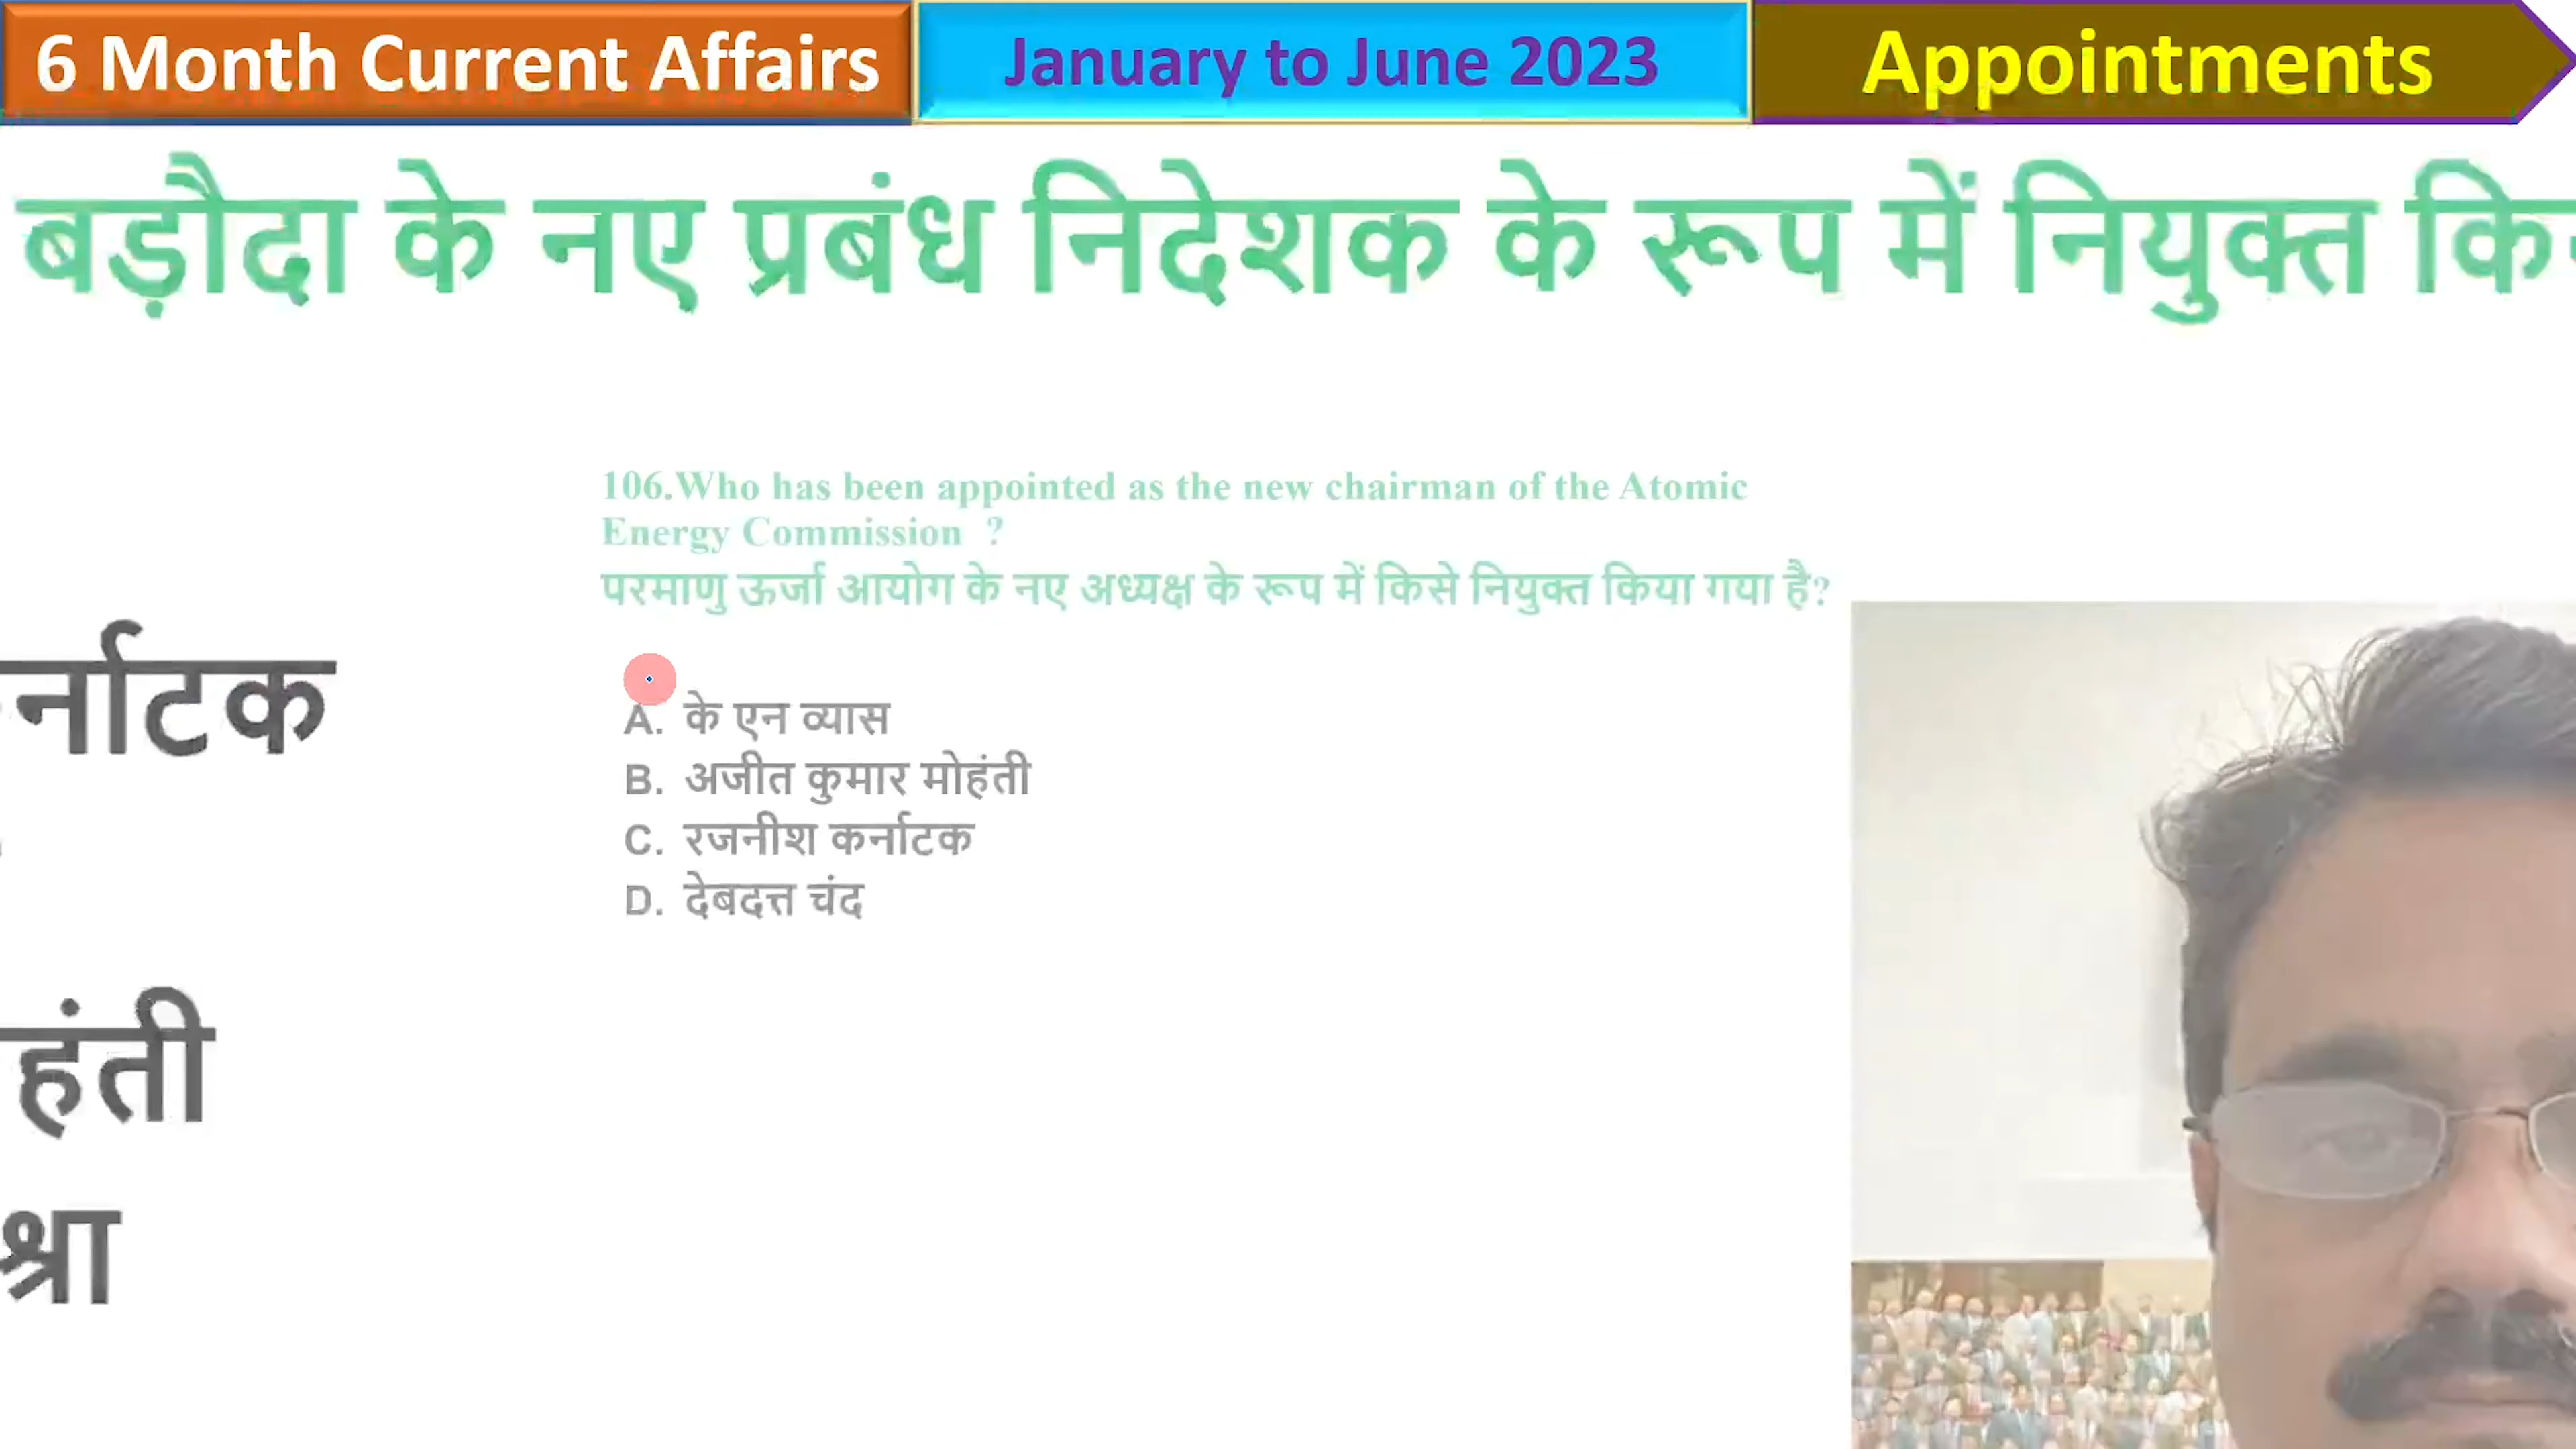 6 Month Current Affairs
January to June 2023
Appointments
बड़ौदा के नए प्रबंध निदेशक के रूप में नियुक्त
106.Who has been appointed as the new chairman of the Atomic
Energy Commission ?
परमाणु ऊर्जा आयोग के नए अध्यक्ष के रूप में किसे नियुक्त किया गया है?
A. के एन व्यास
B. अजीत कुमार मोहंती
C. रजनीश कर्नाटक
D. देबदत्त चंद
र्नाटक
हंती
श्रा